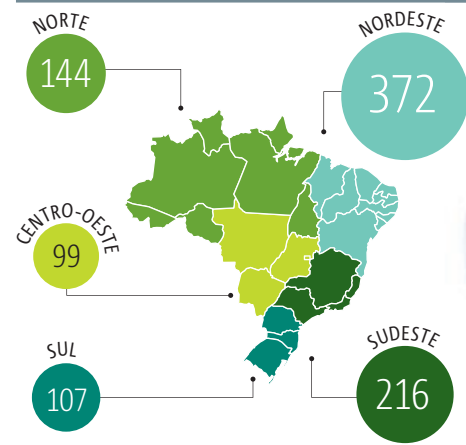 NORTE
144
NORDESTE
372
CENTRO-OESTE
99
SUL
107
SUDESTE
216